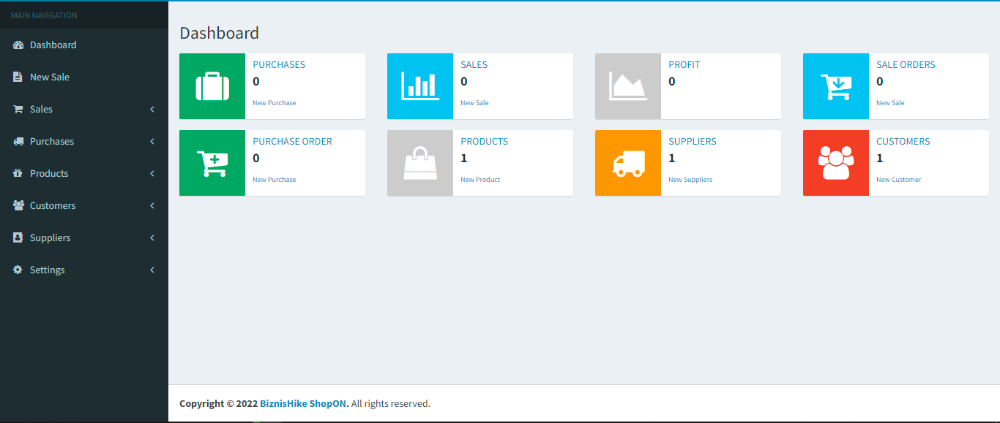 MAIN NAVIGATION
Dashboard
New Sale
Sales
Purchases
Products
Customers
Suppliers
Settings
Dashboard
PURCHASES
0
New Purchase
SALES
0
New Sale
PROFIT
0
SALE ORDERS
0
New Sale
PURCHASE ORDER
0
New Purchase
PRODUCTS
1
New Product
SUPPLIERS
1
New Suppliers
CUSTOMERS
1
New Customer
Copyright © 2022 BiznisHike ShopON. All rights reserved.